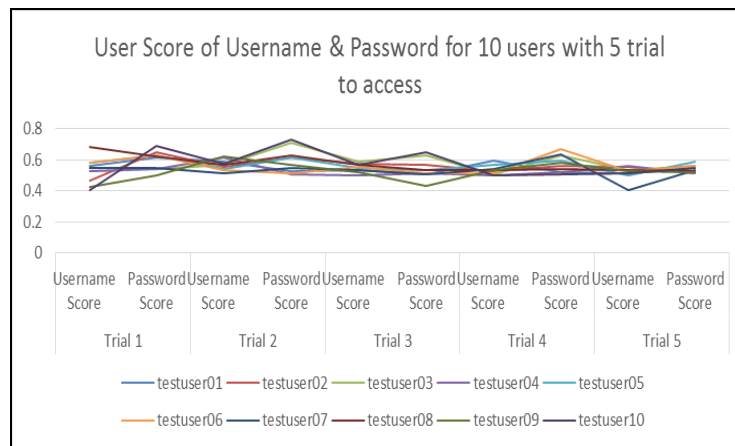 User Score of Username & Password for 10 users with 5 trial
to access
0.8
0.6
0.4
0.2
0
Username Password Username Password Username Password Username Password Username Password
Score Score Score Score Score Score Score Score Score Score
Trial 1 Trial 2 Trial 3 Trial 4 Trial 5
testuser01 testuser02 testuser03 testuser04 testuser05
testuser06 testuser07 testuser08 testuser09 testuser10